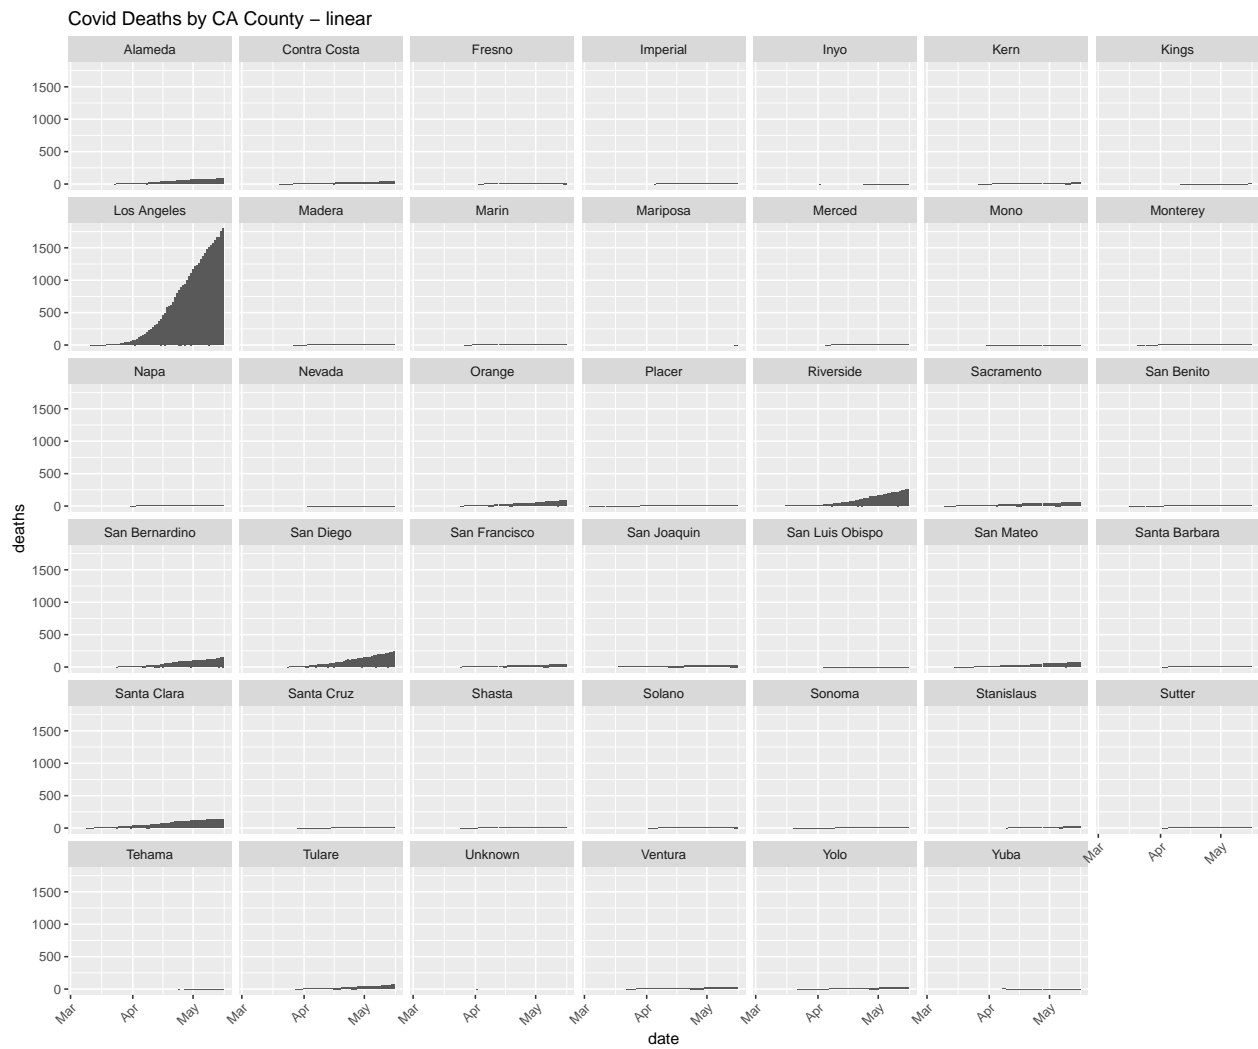 Covid Deaths by CA County − linear
Alameda Contra Costa Fresno Imperial Inyo Kern Kings
1500
1000
500
0
Los Angeles Madera Marin Mariposa Merced Mono Monterey
1500
1000
500
0
Napa Nevada Orange Placer Riverside Sacramento San Benito
1500
1000
500
0
deaths
San Bernardino San Diego San Francisco San Joaquin San Luis Obispo San Mateo Santa Barbara
1500
1000
500
0
Santa Clara Santa Cruz Shasta Solano Sonoma Stanislaus Sutter
1500
1000
500
0
Mar Apr May
Tehama Tulare Unknown Ventura Yolo Yuba
1500
1000
500
0
Mar Apr May Mar Apr May Mar Apr May Mar Apr May Mar Apr May Mar Apr May
date